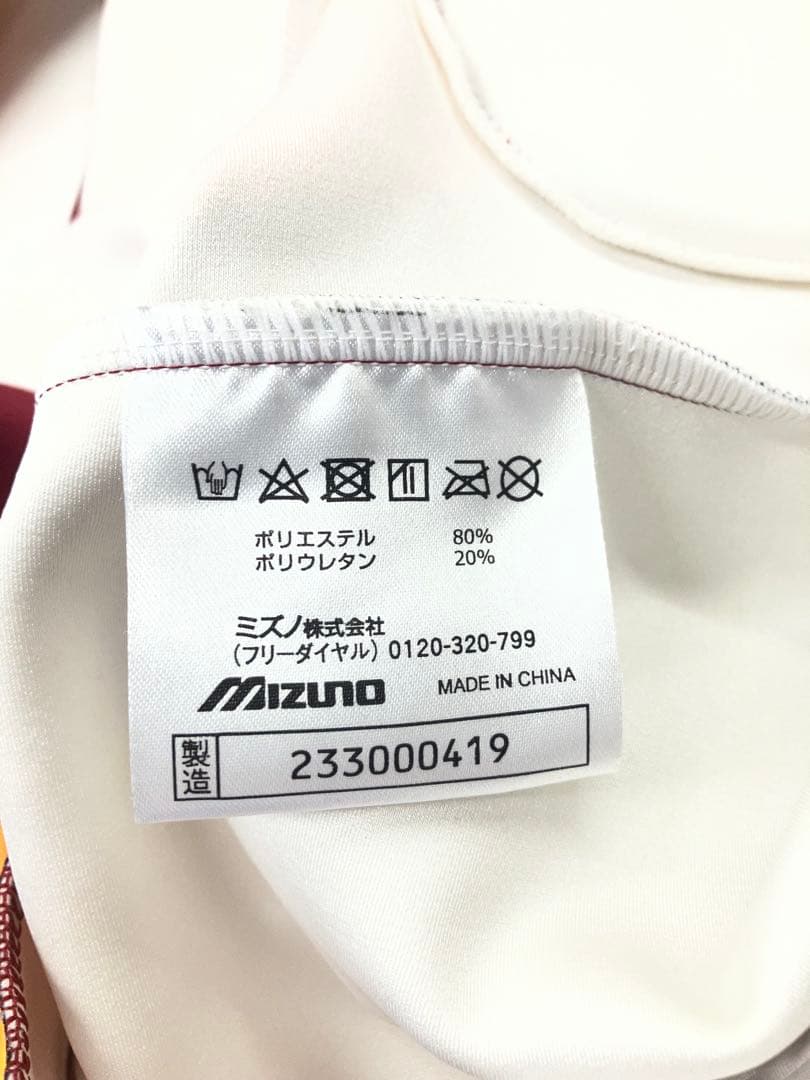 ポリエステル 80%
ポリウレタン 20%
ミズノ株式会社
(フリーダイヤル) 0120-320-799
MIZUNO MADE IN CHINA
製造 233000419